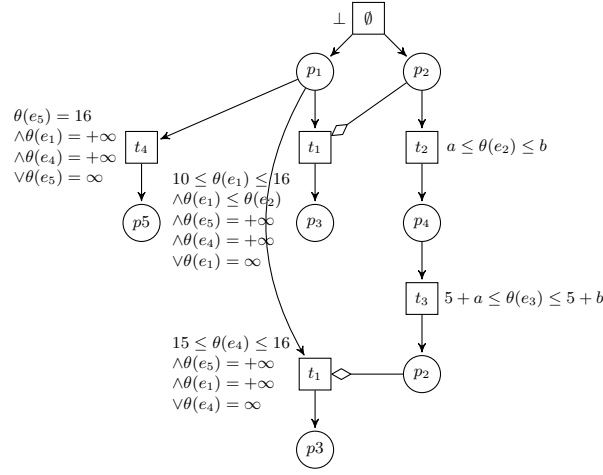 ⊥ ∅
p₁ p₂
θ(e₅) = 16
∧θ(e₁) = +∞
∧θ(e₄) = +∞
∨θ(e₅) = ∞
t₄ t₁ t₂ a ≤ θ(e₂) ≤ b
10 ≤ θ(e₁) ≤ 16
∧θ(e₁) ≤ θ(e₂)
∧θ(e₅) = +∞
∧θ(e₄) = +∞
∨θ(e₁) = ∞
p5 p₃ p₄
t₃ 5 + a ≤ θ(e₃) ≤ 5 + b
15 ≤ θ(e₄) ≤ 16
∧θ(e₅) = +∞
∧θ(e₁) = +∞
∨θ(e₄) = ∞
t₁ p₂
p3